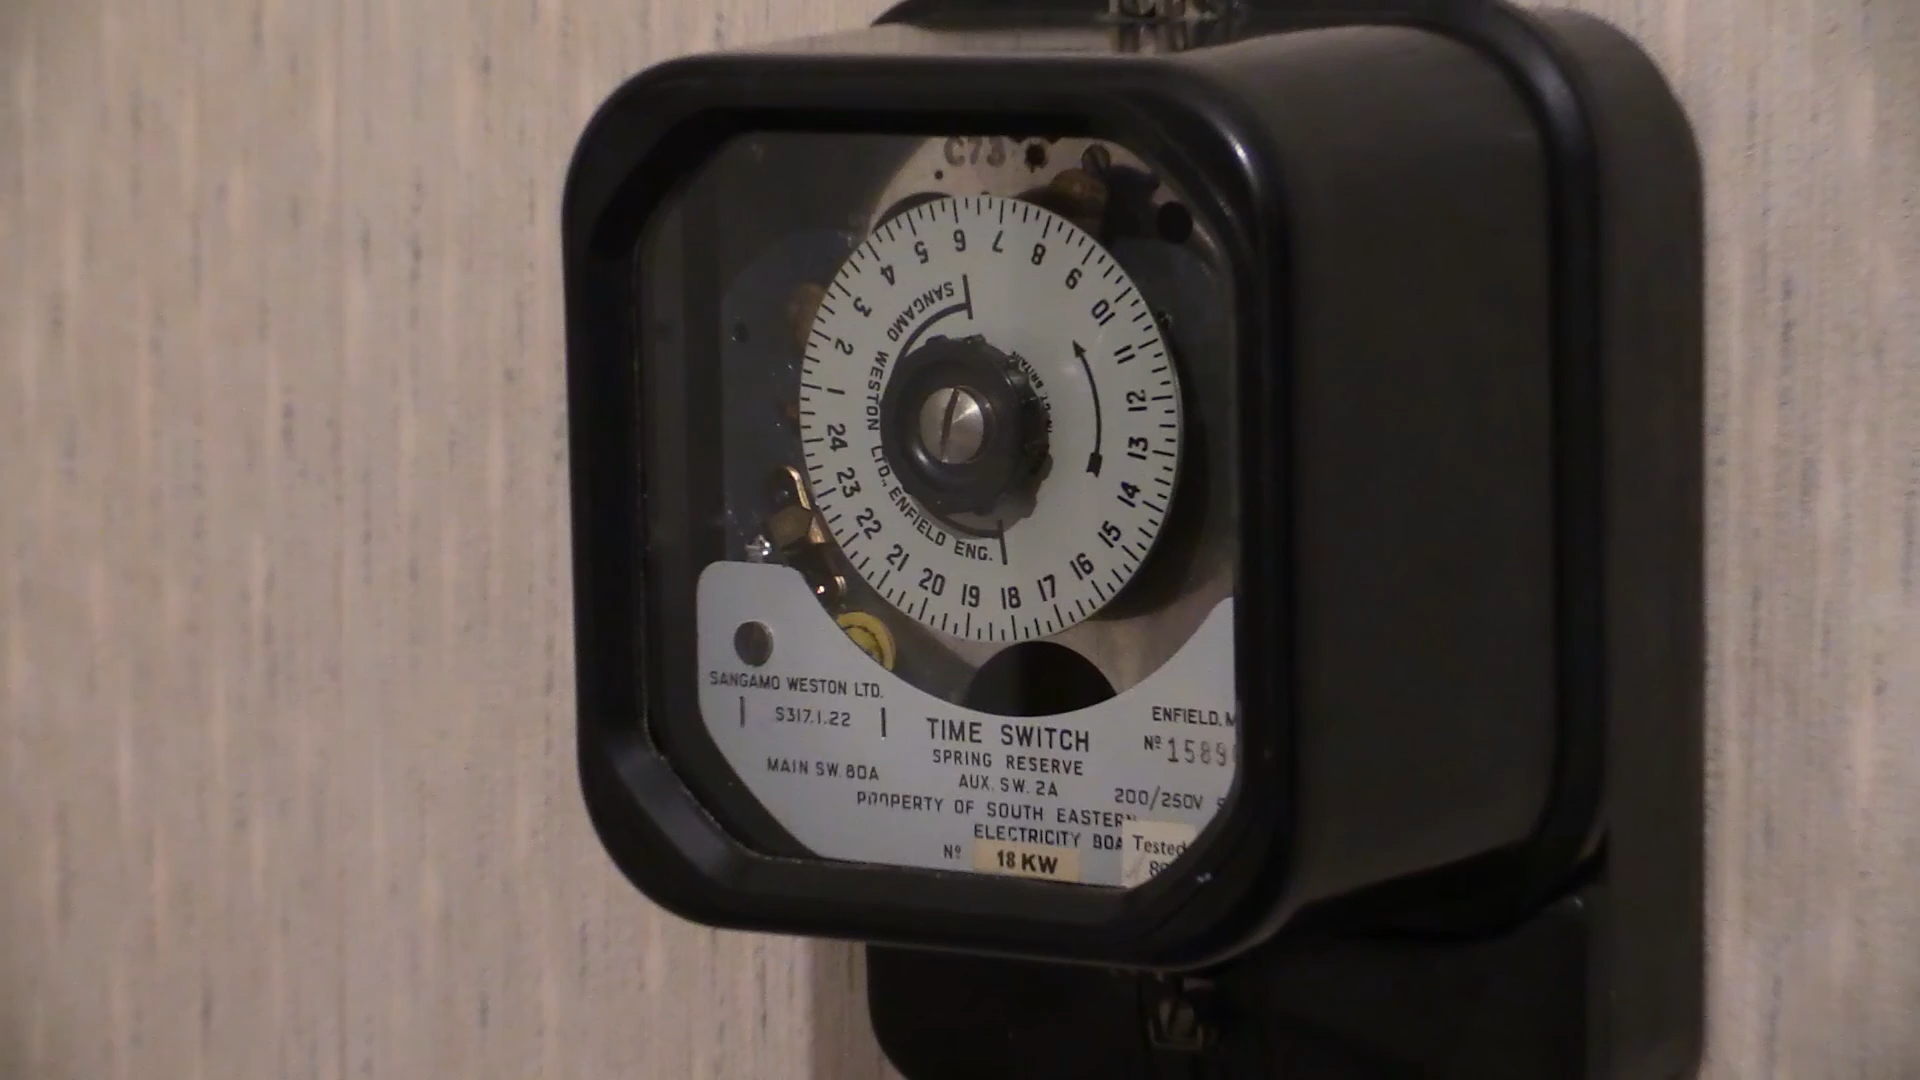 C73
1 2 3 4 5 6 7 8 9 10 11 12 13 14 15 16 17 18 19 20 21 22 23 24
SANGAMO WESTON LTD., ENFIELD ENG.
SANGAMO WESTON LTD.
S317.1.22
MAIN SW. 80A
TIME SWITCH
SPRING RESERVE
AUX. SW. 2A
ENFIELD. M
Nº 1589
200/250V
PROPERTY OF SOUTH EASTERN
ELECTRICITY BOA
Nº 18 KW
Tested